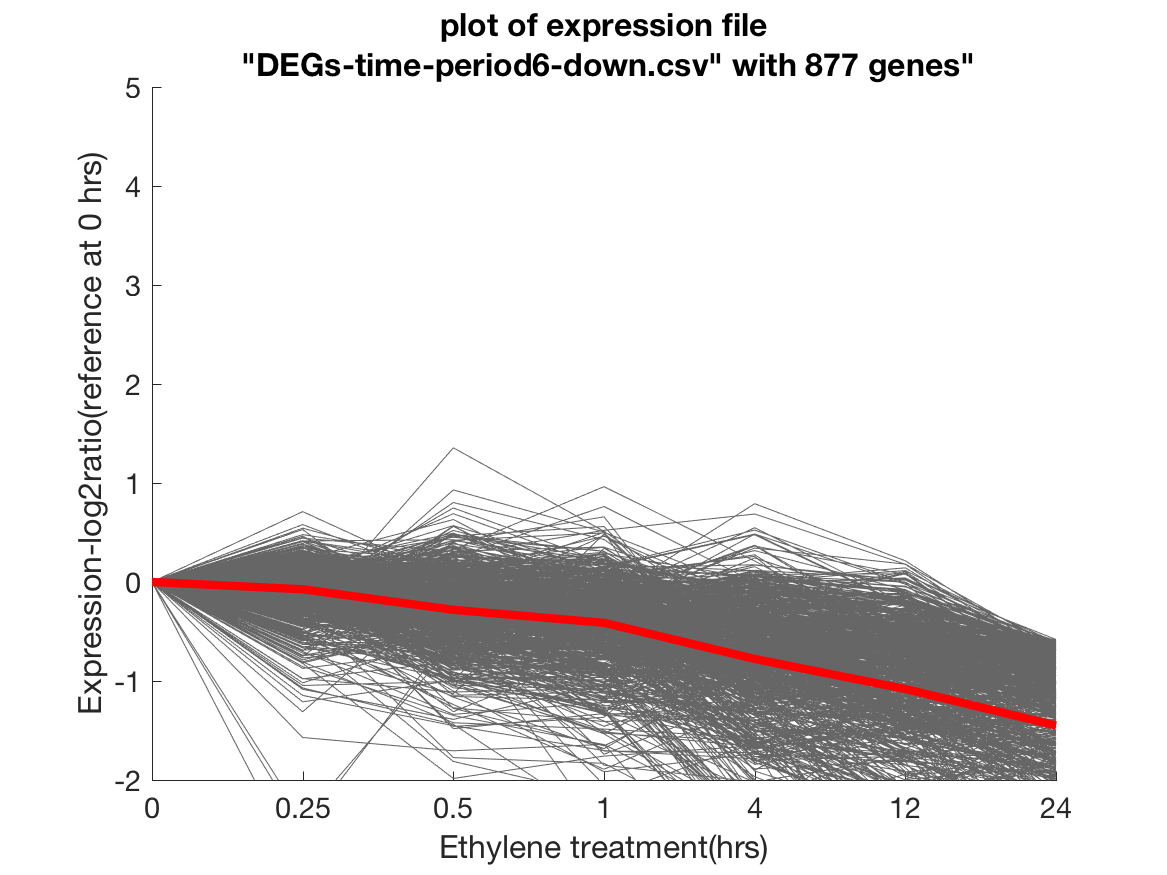 plot of expression file
"DEGs-time-period6-down.csv" with 877 genes"
Expression-log2ratio(reference at 0 hrs)
5
4
3
2
1
0
-1
-2
0 0.25 0.5 1 4 12 24
Ethylene treatment(hrs)